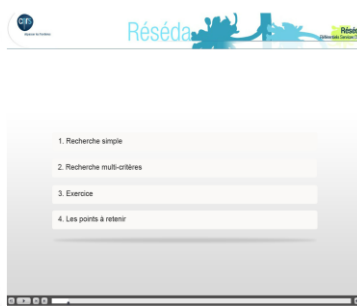 Réséda
1. Recherche simple
2. Recherche multi-critères
3. Exercice
4. Les points à retenir